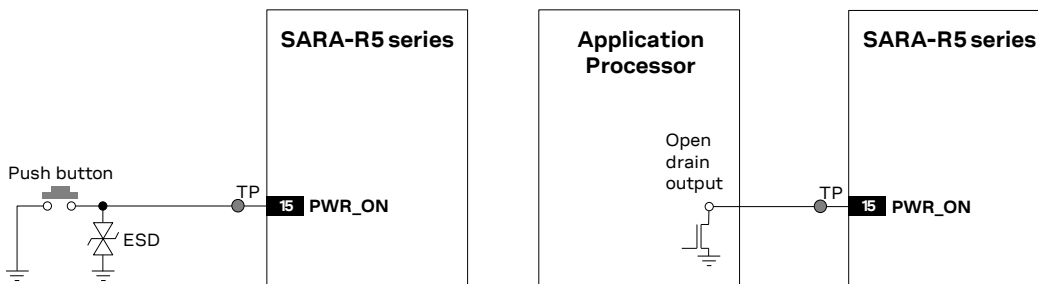 SARA-R5 series
Push button
TP
15 PWR_ON
ESD
Application
Processor
SARA-R5 series
Open
drain
output
TP
15 PWR_ON